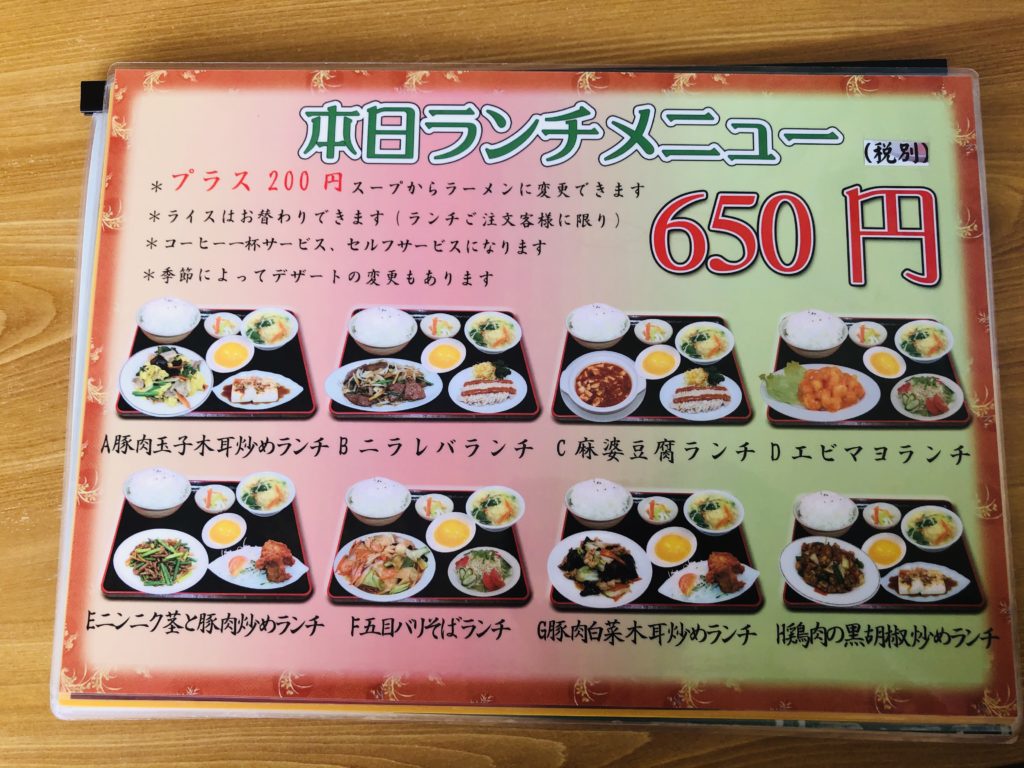 本日ランチメニュー
(税別)
650円
＊プラス200円スープからラーメンに変更できます
＊ライスはお替わりできます(ランチご注文客様に限り)
＊コーヒー一杯サービス、セルフサービスになります
＊季節によってデザートの変更もあります
A豚肉玉子木耳炒めランチ
Bニラレバランチ
C麻婆豆腐ランチ
Dエビマヨランチ
Eニンニク茎と豚肉炒めランチ
F五目バリそばランチ
G豚肉白菜木耳炒めランチ
H鶏肉の黒胡椒炒めランチ